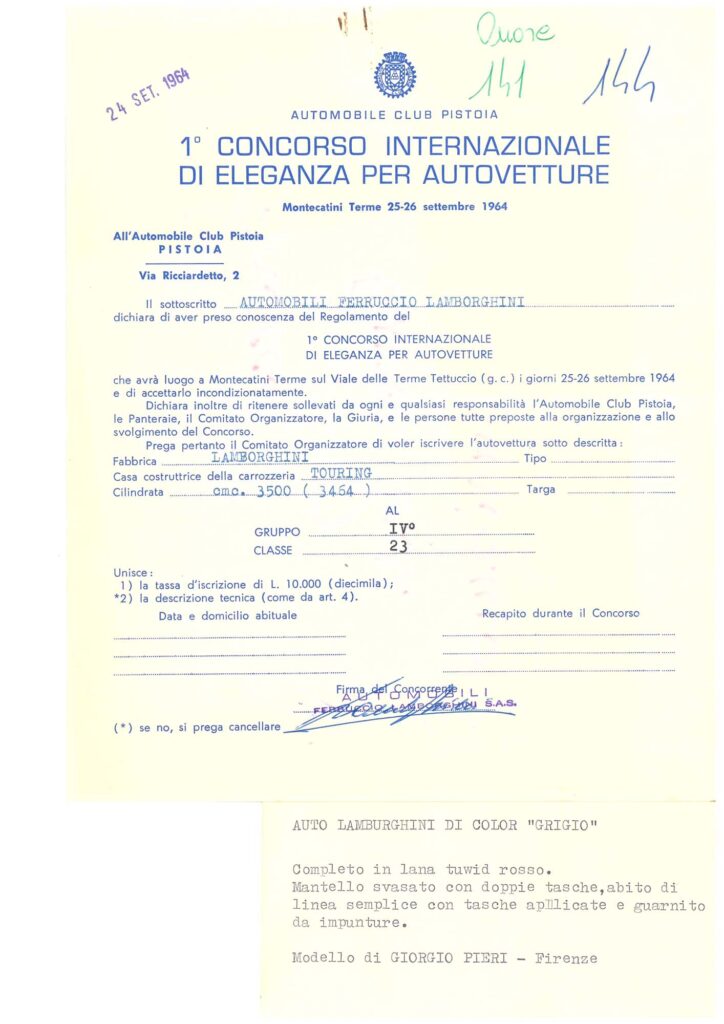 Onore
141
144
24 SET. 1964
AUTOMOBILE CLUB PISTOIA
1° CONCORSO INTERNAZIONALE
DI ELEGANZA PER AUTOVETTURE
Montecatini Terme 25-26 settembre 1964
All'Automobile Club Pistoia
PISTOIA
Via Ricciardetto, 2
Il sottoscritto AUTOMOBILI FERRUCCIO LAMBORGHINI
dichiara di aver preso conoscenza del Regolamento del
1° CONCORSO INTERNAZIONALE
DI ELEGANZA PER AUTOVETTURE
che avrà luogo a Montecatini Terme sul Viale delle Terme Tettuccio (g. c.) i giorni 25-26 settembre 1964
e di accettarlo incondizionatamente.
Dichiara inoltre di ritenere sollevati da ogni e qualsiasi responsabilità l'Automobile Club Pistoia,
le Panteraie, il Comitato Organizzatore, la Giuria, e le persone tutte preposte alla organizzazione e allo
svolgimento del Concorso.
Prega pertanto il Comitato Organizzatore di voler iscrivere l'autovettura sotto descritta :
Fabbrica LAMBORGHINI Tipo
Casa costruttrice della carrozzeria TOURING
Cilindrata cmc. 3500 ( 3464 ) Targa
AL
GRUPPO IV°
CLASSE 23
Unisce :
1) la tassa d'iscrizione di L. 10.000 (diecimila);
*2) la descrizione tecnica (come da art. 4).
Data e domicilio abituale Recapito durante il Concorso
Firma del Concorrente
AUTOMOBILI
FERRUCCIO LAMBORGHINI S.A.S.
(*) se no, si prega cancellare
AUTO LAMBURGHINI DI COLOR "GRIGIO"
Completo in lana tuwid rosso.
Mantello svasato con doppie tasche,abito di
linea semplice con tasche apllicate e guarnito
da impunture.
Modello di GIORGIO PIERI - Firenze